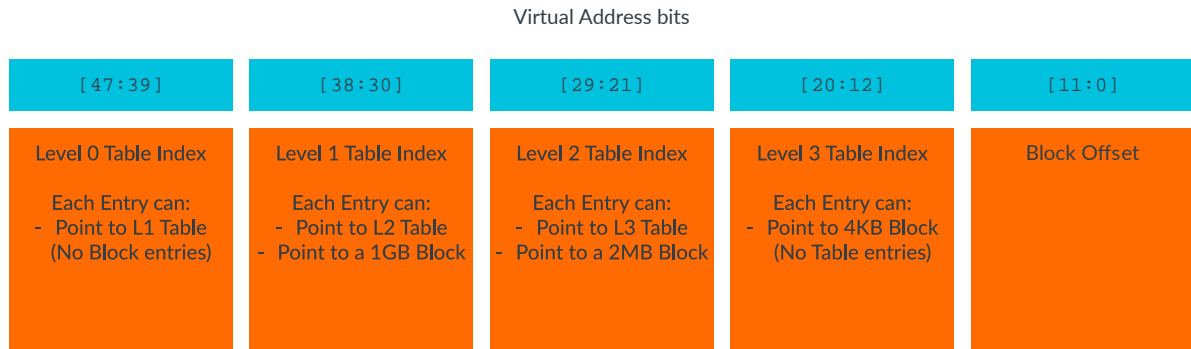 Virtual Address bits
[47:39]
[38:30]
[29:21]
[20:12]
[11:0]
Level 0 Table Index
Each Entry can:
- Point to L1 Table
(No Block entries)
Level 1 Table Index
Each Entry can:
- Point to L2 Table
- Point to a 1GB Block
Level 2 Table Index
Each Entry can:
- Point to L3 Table
- Point to a 2MB Block
Level 3 Table Index
Each Entry can:
- Point to 4KB Block
(No Table entries)
Block Offset